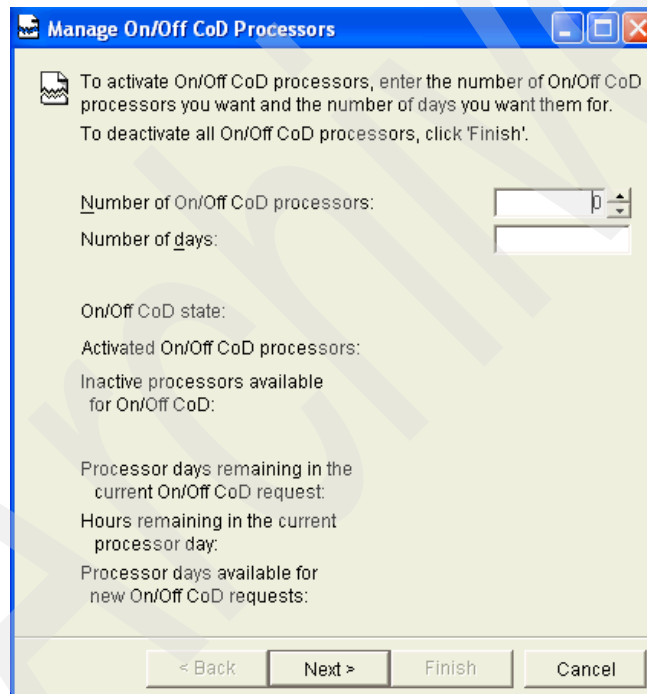 Manage On/Off CoD Processors
To activate On/Off CoD processors, enter the number of On/Off CoD
processors you want and the number of days you want them for.
To deactivate all On/Off CoD processors, click 'Finish'.
Number of On/Off CoD processors:
0
Number of days:
On/Off CoD state:
Activated On/Off CoD processors:
Inactive processors available
for On/Off CoD:
Processor days remaining in the
current On/Off CoD request:
Hours remaining in the current
processor day:
Processor days available for
new On/Off CoD requests:
< Back
Next >
Finish
Cancel